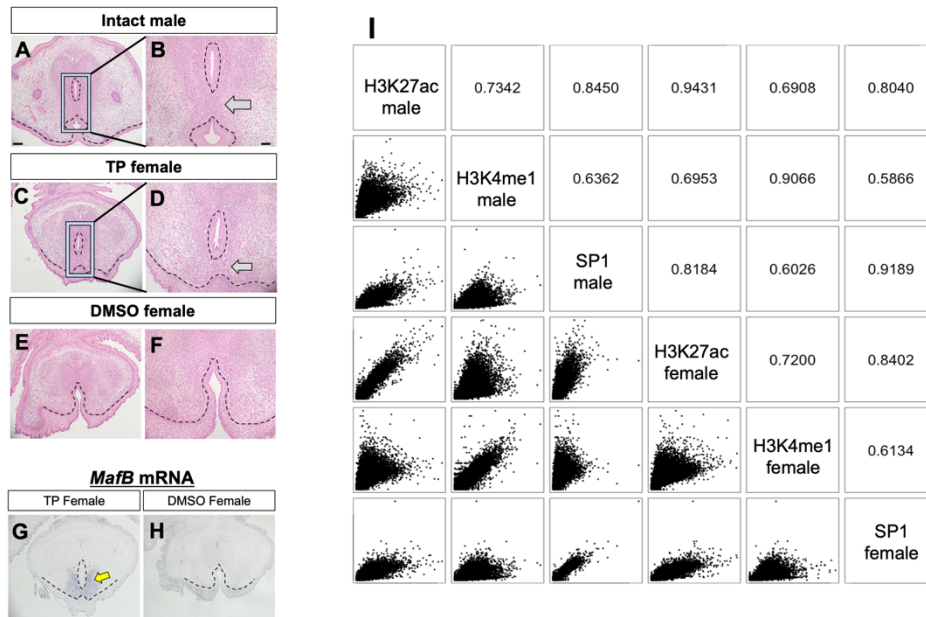 Intact male
A
B
TP female
C
D
DMSO female
E
F
MafB mRNA
TP Female
DMSO Female
G
H
I
H3K27ac
male
0.7342
0.8450
0.9431
0.6908
0.8040
H3K4me1
male
0.6362
0.6953
0.9066
0.5866
SP1
male
0.8184
0.6026
0.9189
H3K27ac
female
0.7200
0.8402
H3K4me1
female
0.6134
SP1
female